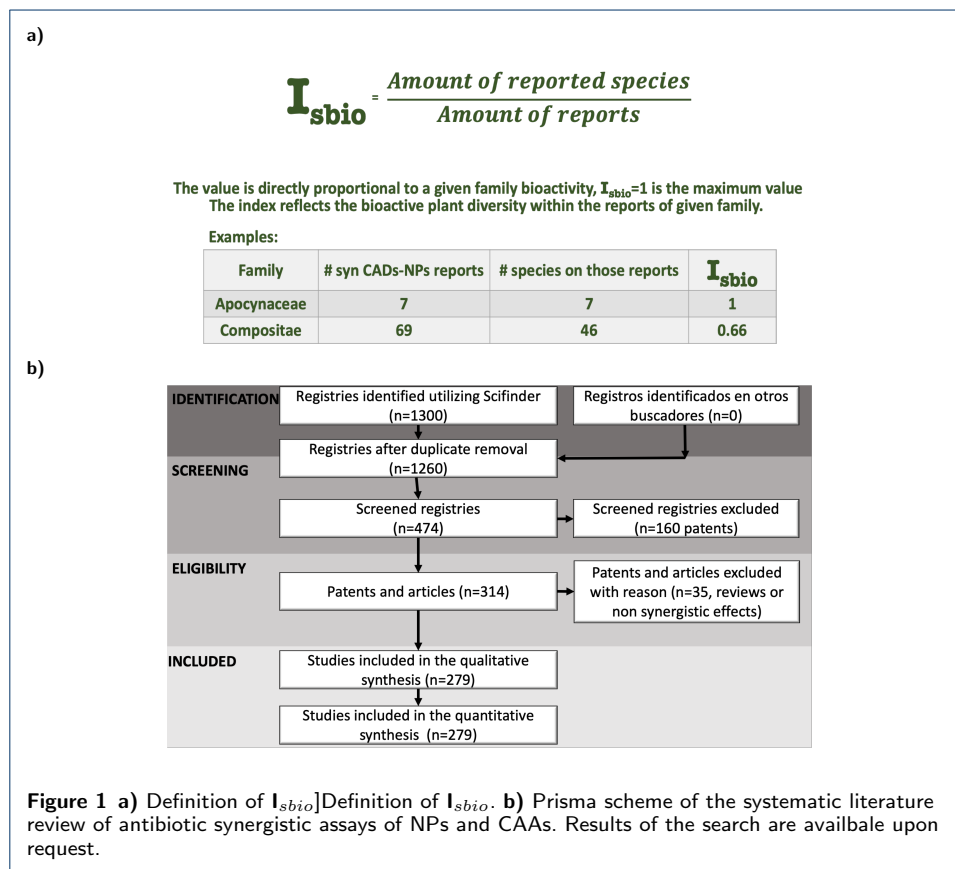 a)
I_sbio = Amount of reported species / Amount of reports
The value is directly proportional to a given family bioactivity, I_sbio=1 is the maximum value
The index reflects the bioactive plant diversity within the reports of given family.
Examples:
Family # syn CADs-NPs reports # species on those reports I_sbio
Apocynaceae 7 7 1
Compositae 69 46 0.66
b)
IDENTIFICATION
Registries identified utilizing Scifinder
(n=1300)
Registros identificados en otros
buscadores (n=0)
Registries after duplicate removal
(n=1260)
SCREENING
Screened registries
(n=474)
Screened registries excluded
(n=160 patents)
ELIGIBILITY
Patents and articles (n=314)
Patents and articles excluded
with reason (n=35, reviews or
non synergistic effects)
INCLUDED
Studies included in the qualitative
synthesis (n=279)
Studies included in the quantitative
synthesis (n=279)
Figure 1 a) Definition of I_sbio]Definition of I_sbio. b) Prisma scheme of the systematic literature
review of antibiotic synergistic assays of NPs and CAAs. Results of the search are availbale upon
request.